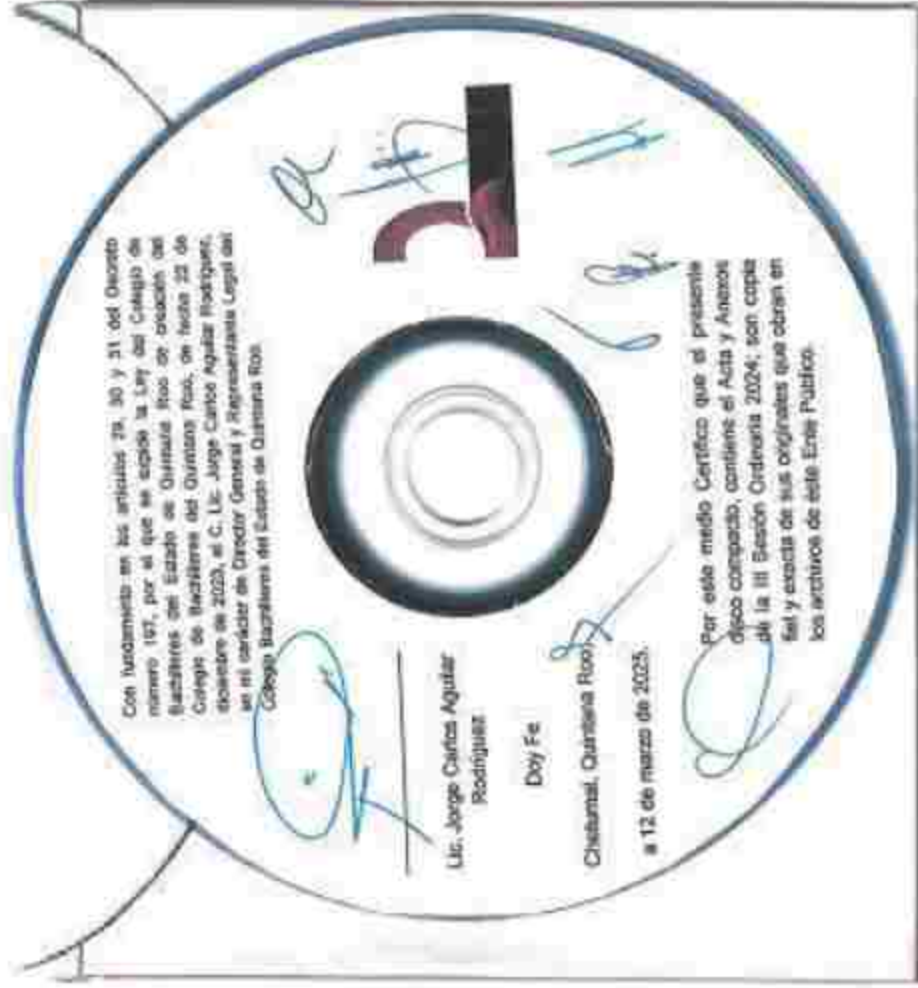 Con fundamento en los artículos 29, 30 y 31 del Decreto
número 197, por el que se expide la Ley del Colegio de
Bachilleres del Estado de Quintana Roo de creación del
Colegio de Bachilleres del Quintana Roo, de fecha 22 de
diciembre de 2023, el C. Lic. Jorge Carlos Aguilar Rodríguez,
en mi carácter de Director General y Representante Legal del
Colegio Bachilleres del Estado de Quintana Roo.
Lic. Jorge Carlos Aguilar
Rodríguez
Doy Fe
Chetumal, Quintana Roo,
a 12 de marzo de 2025.
Por este medio Certifico que el presente
disco compacto, contiene el Acta y Anexos
de la III Sesión Ordinaria 2024; son copia
fiel y exacta de sus originales que obran en
los archivos de este Ente Público.